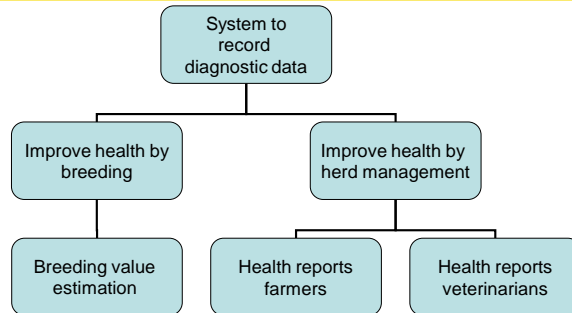 System to
record
diagnostic data
Improve health by
breeding
Improve health by
herd management
Breeding value
estimation
Health reports
farmers
Health reports
veterinarians